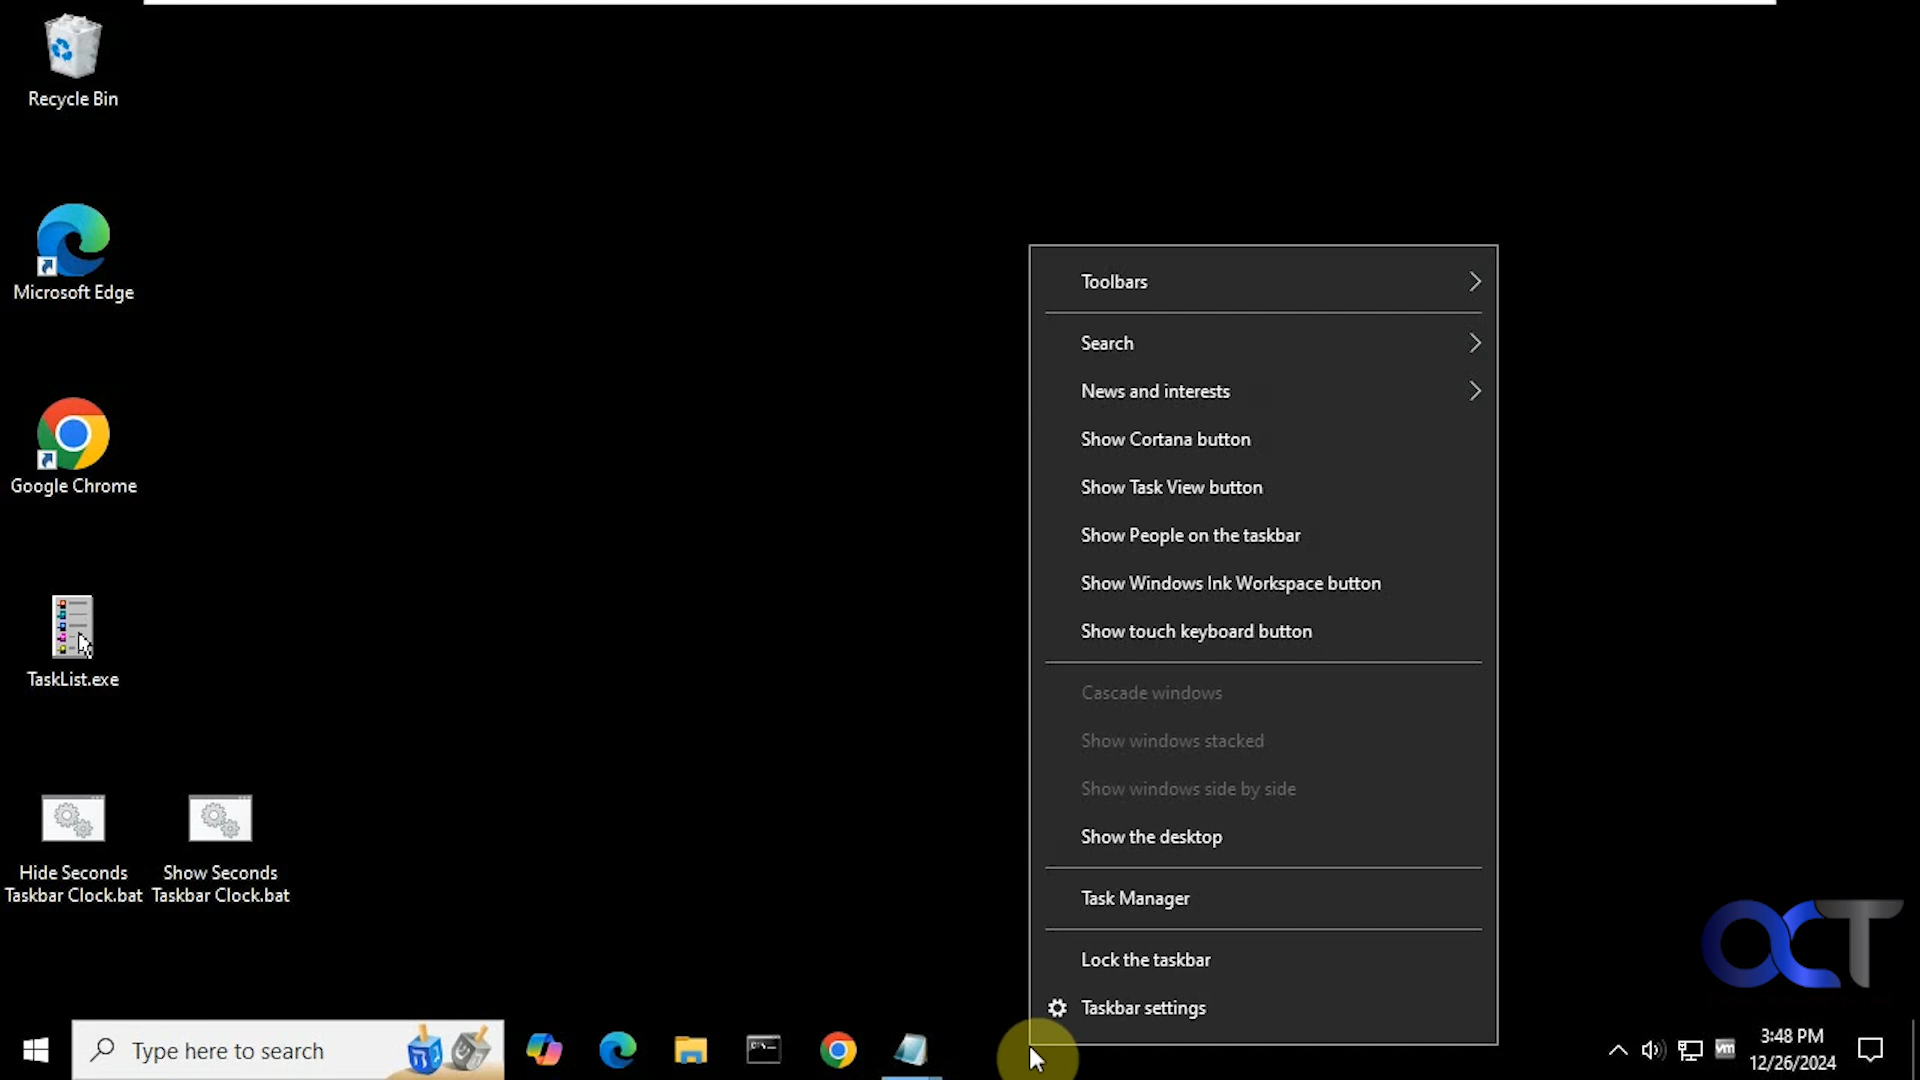 Recycle Bin
Microsoft Edge
Google Chrome
TaskList.exe
Hide Seconds
Taskbar Clock.bat
Show Seconds
Taskbar Clock.bat
Toolbars
Search
News and interests
Show Cortana button
Show Task View button
Show People on the taskbar
Show Windows Ink Workspace button
Show touch keyboard button
Cascade windows
Show windows stacked
Show windows side by side
Show the desktop
Task Manager
Lock the taskbar
Taskbar settings
OCT
Type here to search
vm
3:48 PM
12/26/2024